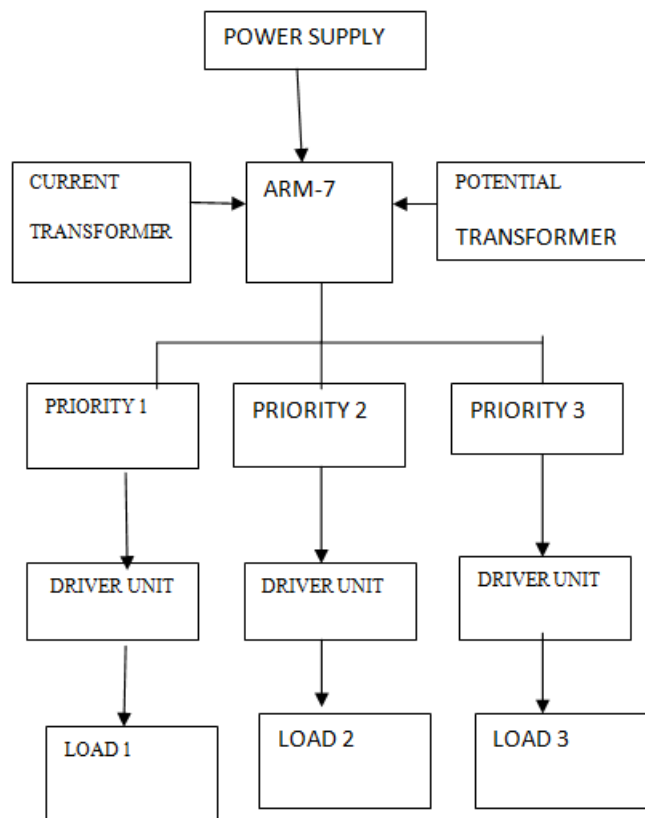 POWER SUPPLY
CURRENT
TRANSFORMER
ARM-7
POTENTIAL
TRANSFORMER
PRIORITY 1
PRIORITY 2
PRIORITY 3
DRIVER UNIT
DRIVER UNIT
DRIVER UNIT
LOAD 1
LOAD 2
LOAD 3